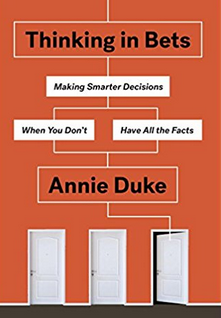 Thinking in Bets
Making Smarter Decisions
When You Don't
Have All the Facts
Annie Duke